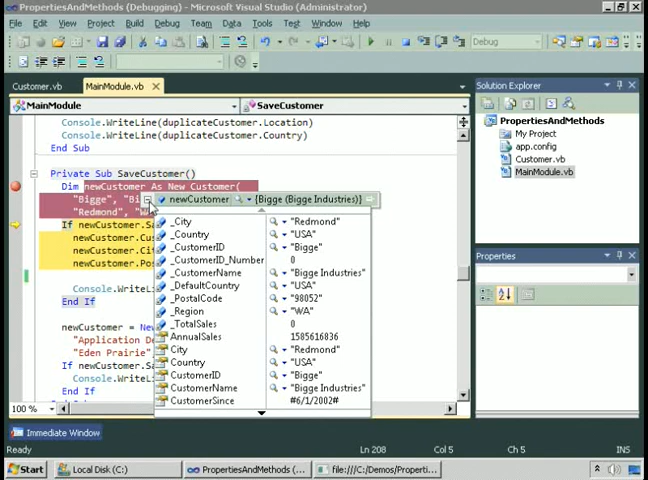 PropertiesAndMethods (Debugging) - Microsoft Visual Studio (Administrator)
File Edit View Project Build Debug Team Data Tools Test Window Help
Debug
Customer.vb MainModule.vb
MainModule SaveCustomer
Console.WriteLine(duplicateCustomer.Location)
Console.WriteLine(duplicateCustomer.Country)
End Sub
Private Sub SaveCustomer()
Dim newCustomer As New Customer(
"Bigge", "Bi
newCustomer {Bigge (Bigge Industries)}
"Redmond", "WA
If newCustomer.Sa
newCustomer.Cus
newCustomer.Cit
newCustomer.Pos
Console.WriteL
End If
newCustomer = New
"Application De
"Eden Prairie",
If newCustomer.Sa
Console.WriteL
End If
_City "Redmond"
_Country "USA"
_CustomerID "Bigge"
_CustomerID_Number 0
_CustomerName "Bigge Industries"
_DefaultCountry "USA"
_PostalCode "98052"
_Region "WA"
_TotalSales 0
AnnualSales 1585616836
City "Redmond"
Country "USA"
CustomerID "Bigge"
CustomerName "Bigge Industries"
CustomerSince #6/1/2002#
100 %
Solution Explorer
PropertiesAndMethods
My Project
app.config
Customer.vb
MainModule.vb
Properties
Immediate Window
Ready Ln 208 Col 5 Ch 5 INS
Start Local Disk (C:) PropertiesAndMethods (... file:///C:/Demos/Properti...